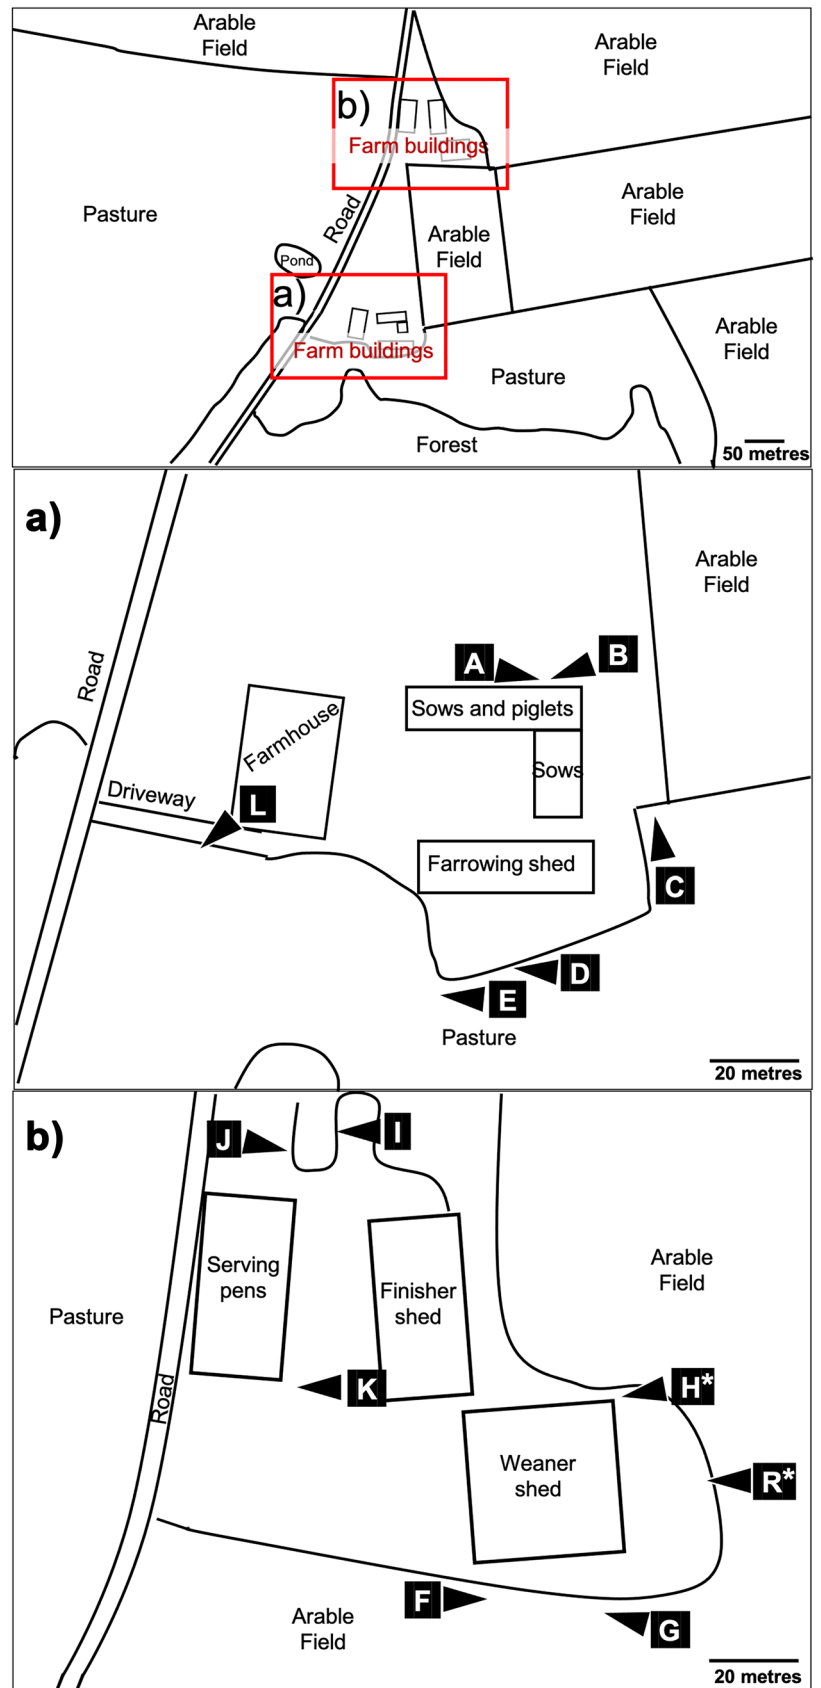 Arable
Field
Arable
Field
b)
Farm buildings
Arable
Field
Pasture
Road
Arable
Field
Pond
a)
Arable
Field
Farm buildings
Pasture
Forest
50 metres
a)
Arable
Field
A
B
Road
Sows and piglets
Farmhouse
Sows
Driveway
L
Farrowing shed
C
D
E
Pasture
20 metres
b)
J
I
Serving
pens
Finisher
shed
Arable
Field
Pasture
K
H*
Road
Weaner
shed
R*
F
G
Arable
Field
20 metres